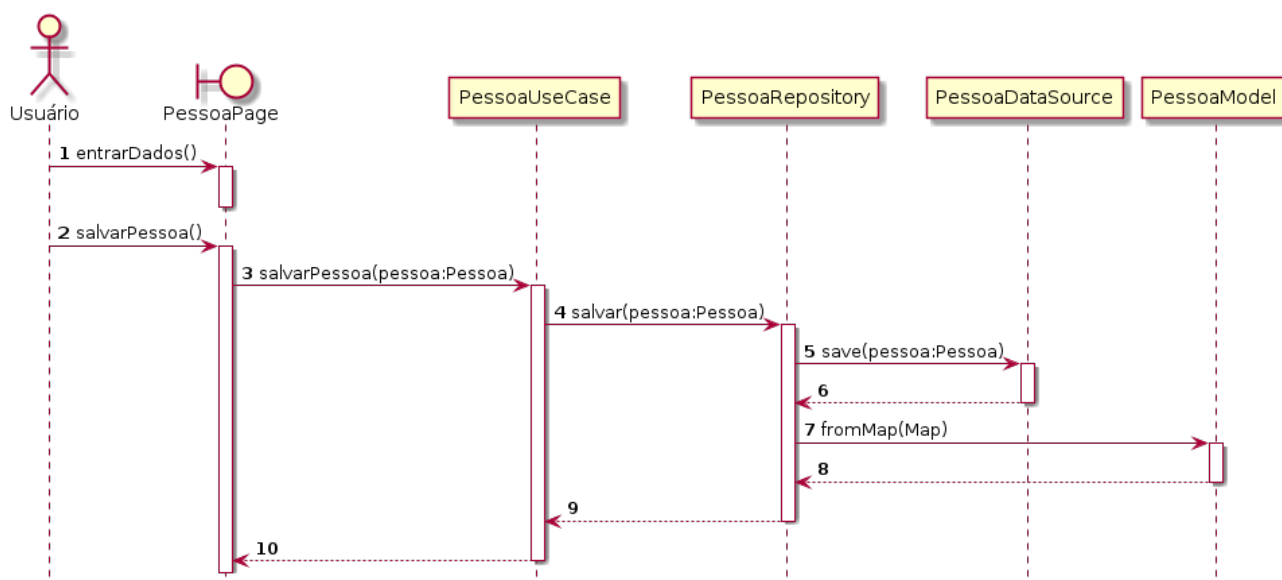 Usuário
PessoaPage
PessoaUseCase
PessoaRepository
PessoaDataSource
PessoaModel
1 entrarDados()
2 salvarPessoa()
3 salvarPessoa(pessoa:Pessoa)
4 salvar(pessoa:Pessoa)
5 save(pessoa:Pessoa)
6
7 fromMap(Map)
8
9
10